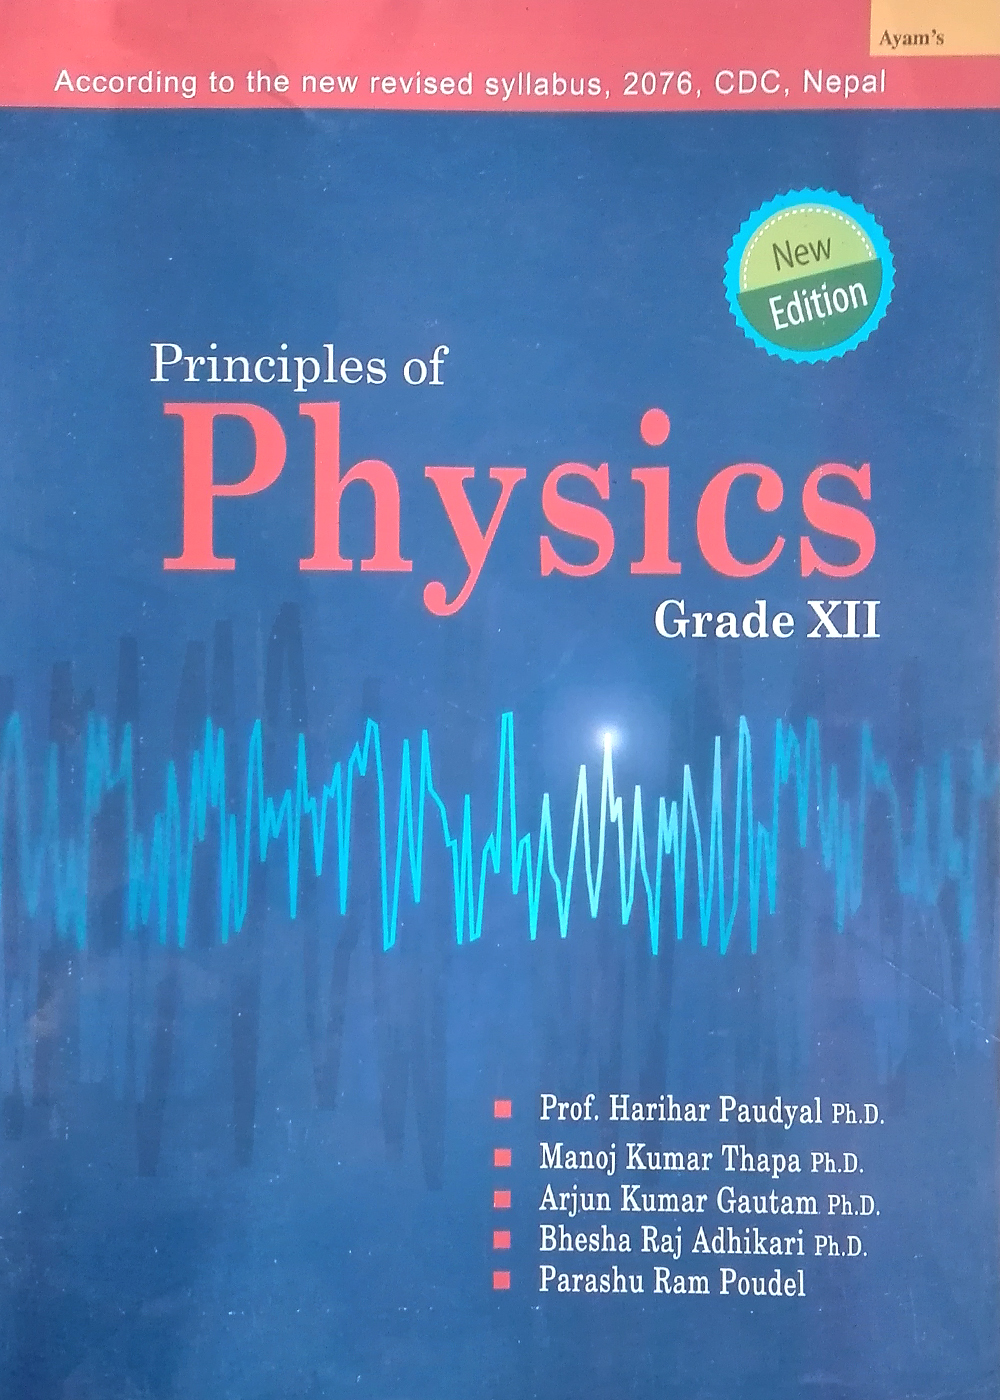 Ayam's
According to the new revised syllabus, 2076, CDC, Nepal
New
Edition
Principles of
Physics
Grade XII
Prof. Harihar Paudyal Ph.D.
Manoj Kumar Thapa Ph.D.
Arjun Kumar Gautam Ph.D.
Bhesha Raj Adhikari Ph.D.
Parashu Ram Poudel